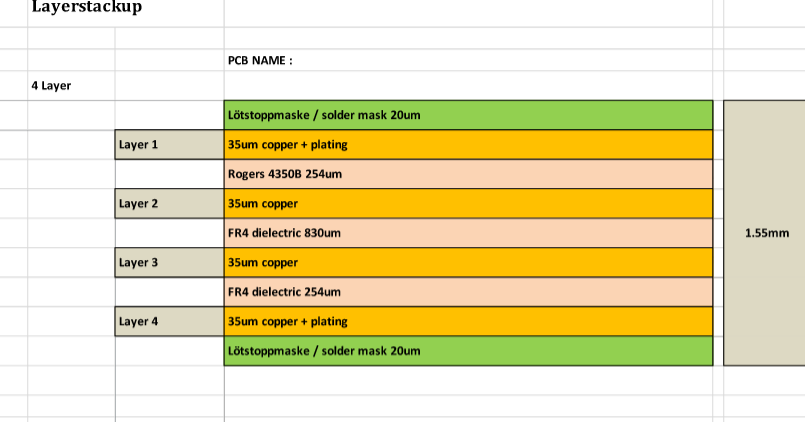 Layerstackup
PCB NAME :
4 Layer
Lötstoppmaske / solder mask 20um
Layer 1 35um copper + plating
Rogers 4350B 254um
Layer 2 35um copper
FR4 dielectric 830um
1.55mm
Layer 3 35um copper
FR4 dielectric 254um
Layer 4 35um copper + plating
Lötstoppmaske / solder mask 20um